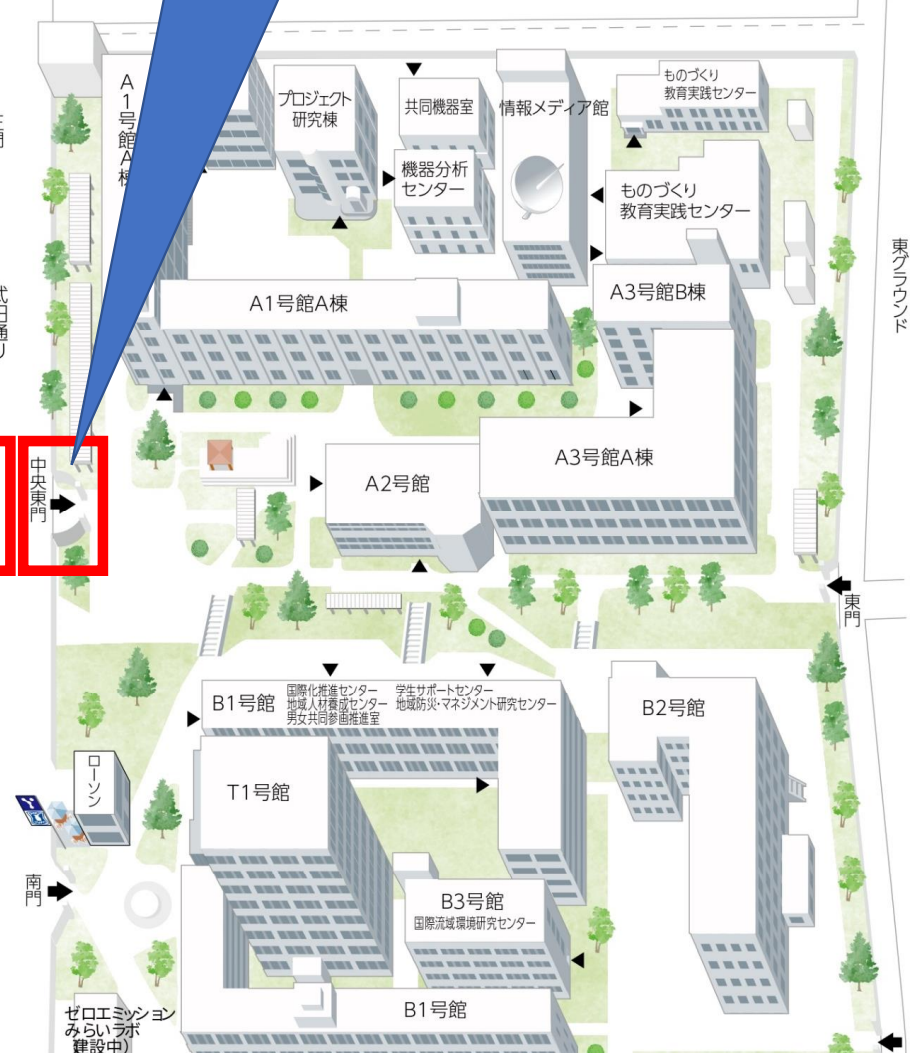 A1号館A棟
プロジェクト
研究棟
共同機器室
情報メディア館
ものづくり
教育実践センター
機器分析
センター
ものづくり
教育実践センター
東グラウンド
武田通り
A1号館A棟
A3号館B棟
中央東門
A2号館
A3号館A棟
東門
B1号館
国際化推進センター
地域人材養成センター
男女共同参画推進室
学生サポートセンター
地域防災・マネジメント研究センター
B2号館
ローソン
T1号館
南門
B3号館
国際流域環境研究センター
ゼロエミッション
みらいラボ
建設中)
B1号館